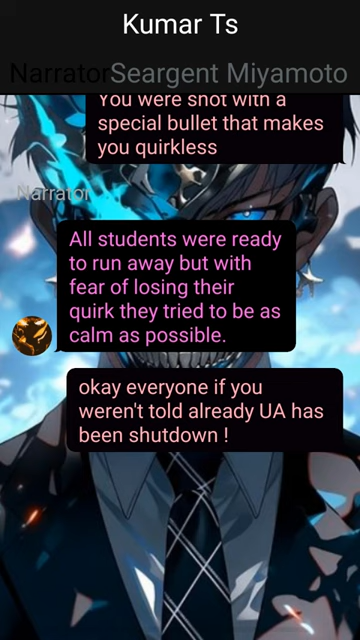 Kumar Ts
Narrator Seargent Miyamoto
You were shot with a
special bullet that makes
you quirkless
Narrator
All students were ready
to run away but with
fear of losing their
quirk they tried to be as
calm as possible.
okay everyone if you
weren't told already UA has
been shutdown !